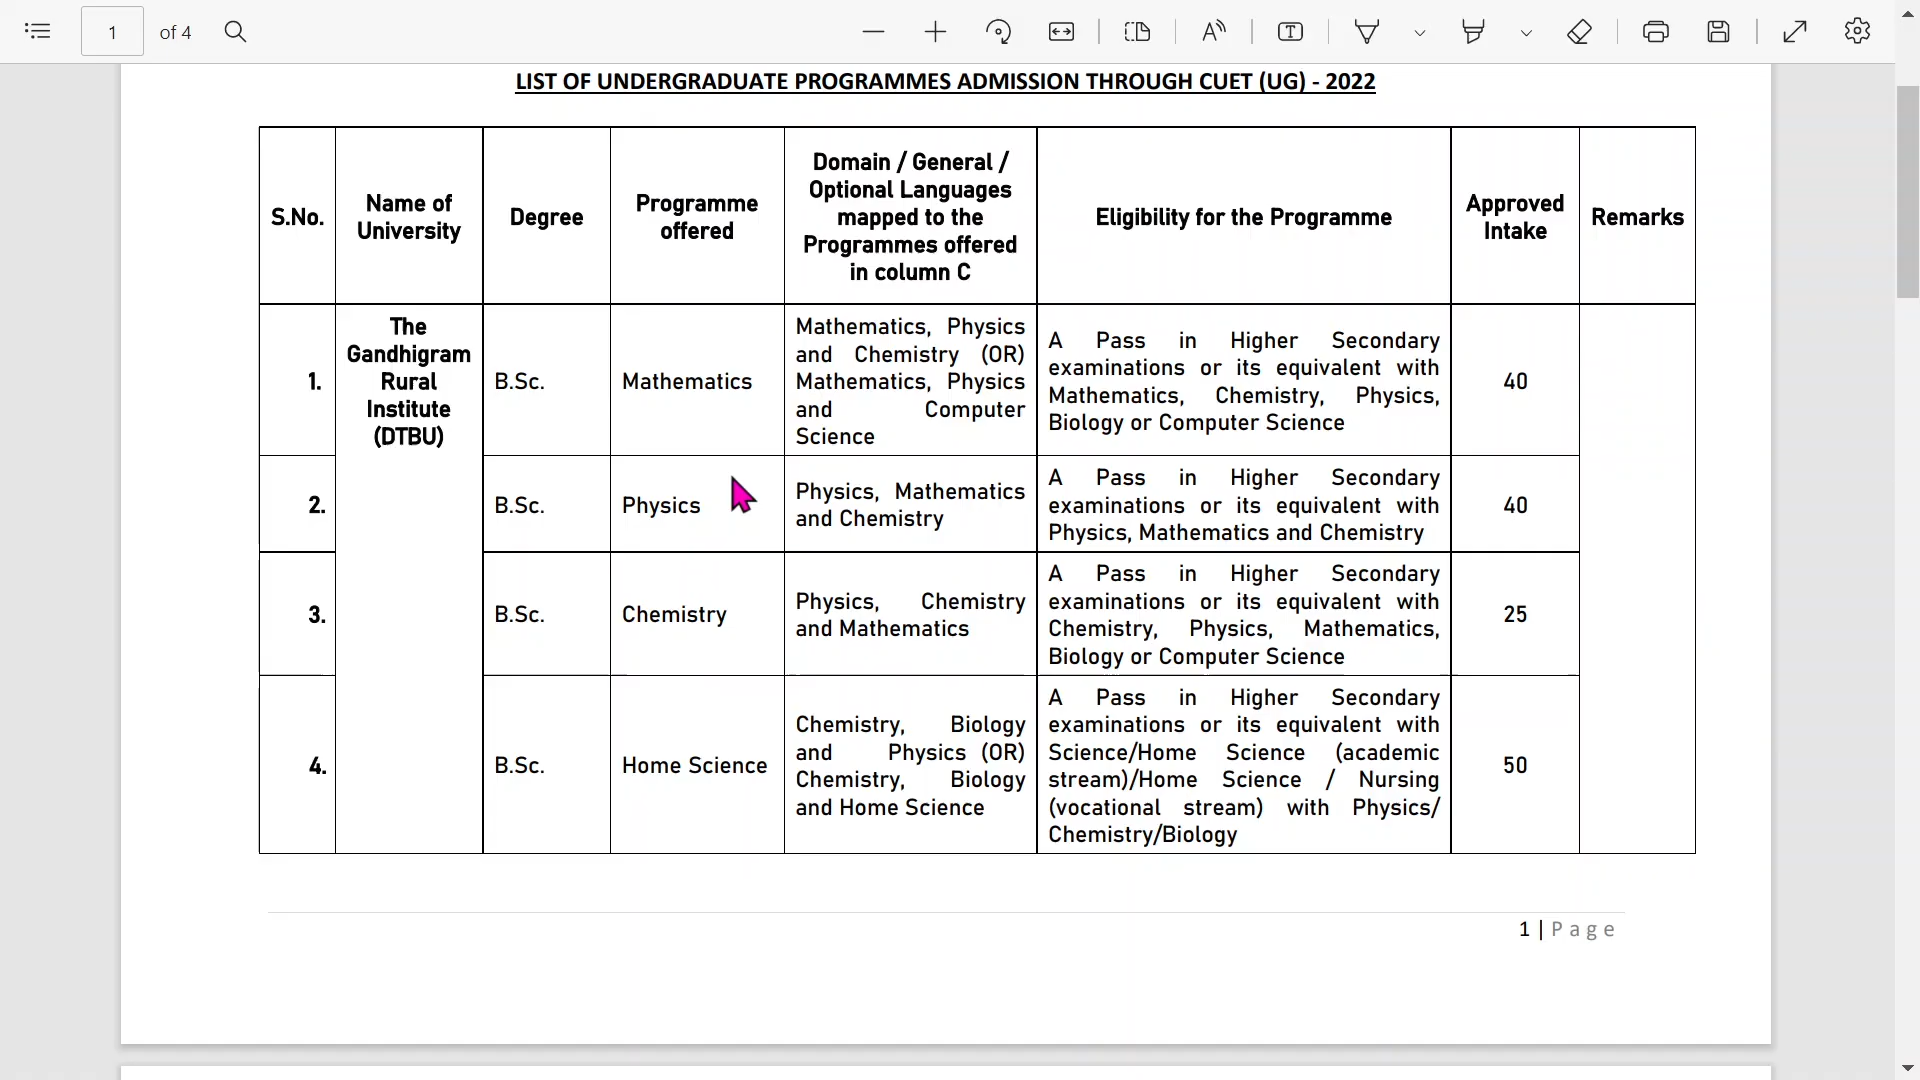 1 of 4
LIST OF UNDERGRADUATE PROGRAMMES ADMISSION THROUGH CUET (UG) - 2022
S.No.
Name of
University
Degree
Programme
offered
Domain / General /
Optional Languages
mapped to the
Programmes offered
in column C
Eligibility for the Programme
Approved
Intake
Remarks
1.
The
Gandhigram
Rural
Institute
(DTBU)
B.Sc.
Mathematics
Mathematics, Physics
and Chemistry (OR)
Mathematics, Physics
and Computer
Science
A Pass in Higher Secondary
examinations or its equivalent with
Mathematics, Chemistry, Physics,
Biology or Computer Science
40
2.
B.Sc.
Physics
Physics, Mathematics
and Chemistry
A Pass in Higher Secondary
examinations or its equivalent with
Physics, Mathematics and Chemistry
40
3.
B.Sc.
Chemistry
Physics, Chemistry
and Mathematics
A Pass in Higher Secondary
examinations or its equivalent with
Chemistry, Physics, Mathematics,
Biology or Computer Science
25
4.
B.Sc.
Home Science
Chemistry, Biology
and Physics (OR)
Chemistry, Biology
and Home Science
A Pass in Higher Secondary
examinations or its equivalent with
Science/Home Science (academic
stream)/Home Science / Nursing
(vocational stream) with Physics/
Chemistry/Biology
50
1 | Page